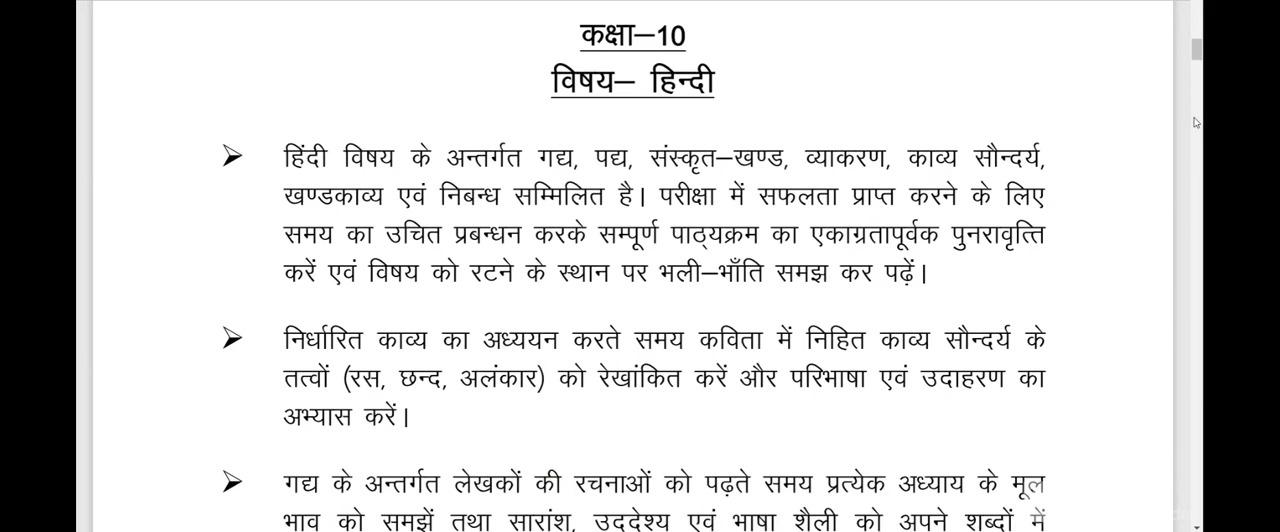 कक्षा–10
विषय– हिन्दी
➢ हिंदी विषय के अन्तर्गत गद्य, पद्य, संस्कृत–खण्ड, व्याकरण, काव्य सौन्दर्य,
खण्डकाव्य एवं निबन्ध सम्मिलित है। परीक्षा में सफलता प्राप्त करने के लिए
समय का उचित प्रबन्धन करके सम्पूर्ण पाठ्यक्रम का एकाग्रतापूर्वक पुनरावृत्ति
करें एवं विषय को रटने के स्थान पर भली–भाँति समझ कर पढ़ें।
➢ निर्धारित काव्य का अध्ययन करते समय कविता में निहित काव्य सौन्दर्य के
तत्वों (रस, छन्द, अलंकार) को रेखांकित करें और परिभाषा एवं उदाहरण का
अभ्यास करें।
➢ गद्य के अन्तर्गत लेखकों की रचनाओं को पढ़ते समय प्रत्येक अध्याय के मूल
भाव को समझें तथा सारांश, उद्देश्य एवं भाषा शैली को अपने शब्दों में